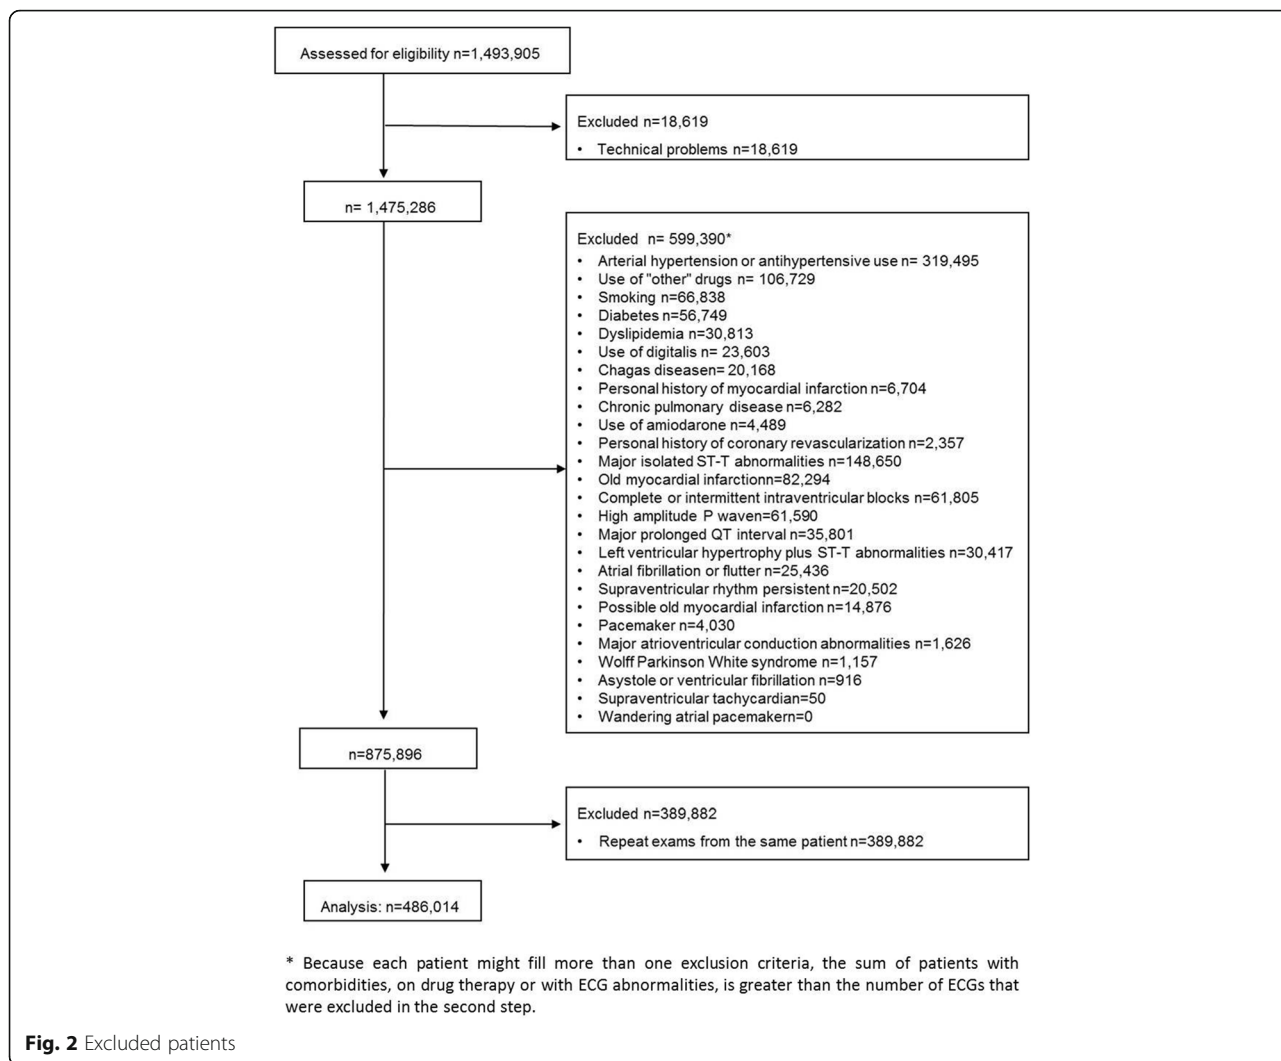 Assessed for eligibility n=1,493,905
Excluded n=18,619
• Technical problems n=18,619
n= 1,475,286
Excluded n= 599,390*
• Arterial hypertension or antihypertensive use n= 319,495
• Use of "other" drugs n= 106,729
• Smoking n=66,838
• Diabetes n=56,749
• Dyslipidemia n=30,813
• Use of digitalis n= 23,603
• Chagas diseasen= 20,168
• Personal history of myocardial infarction n=6,704
• Chronic pulmonary disease n=6,282
• Use of amiodarone n=4,489
• Personal history of coronary revascularization n=2,357
• Major isolated ST-T abnormalities n=148,650
• Old myocardial infarctionn=82,294
• Complete or intermittent intraventricular blocks n=61,805
• High amplitude P waven=61,590
• Major prolonged QT interval n=35,801
• Left ventricular hypertrophy plus ST-T abnormalities n=30,417
• Atrial fibrillation or flutter n=25,436
• Supraventricular rhythm persistent n=20,502
• Possible old myocardial infarction n=14,876
• Pacemaker n=4,030
• Major atrioventricular conduction abnormalities n=1,626
• Wolff Parkinson White syndrome n=1,157
• Asystole or ventricular fibrillation n=916
• Supraventricular tachycardian=50
• Wandering atrial pacemakern=0
n=875,896
Excluded n=389,882
• Repeat exams from the same patient n=389,882
Analysis: n=486,014
* Because each patient might fill more than one exclusion criteria, the sum of patients with
comorbidities, on drug therapy or with ECG abnormalities, is greater than the number of ECGs that
were excluded in the second step.
Fig. 2 Excluded patients